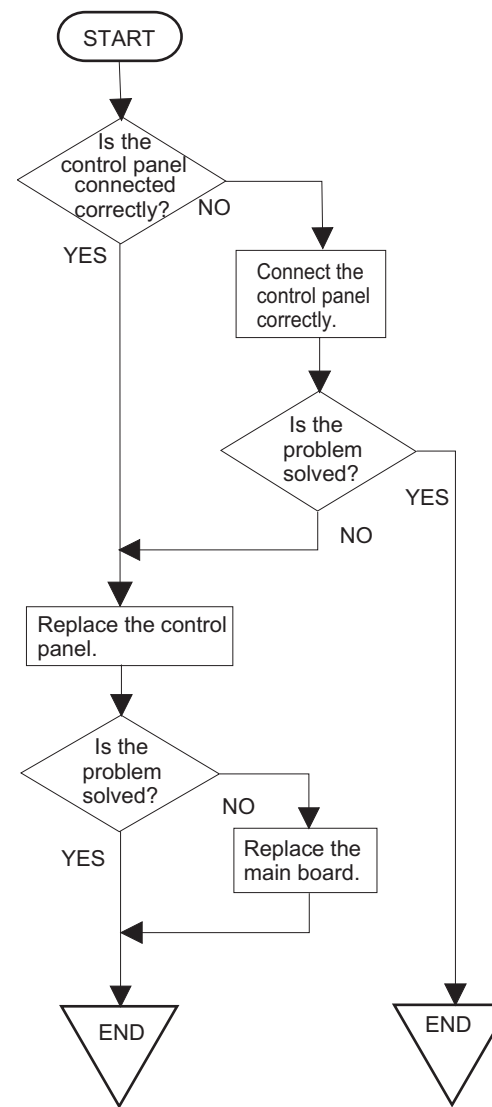 START
Is the
control panel
connected
correctly?
NO
YES
Connect the
control panel
correctly.
Is the
problem
solved?
YES
NO
Replace the control
panel.
Is the
problem
solved?
NO
YES
Replace the
main board.
END
END